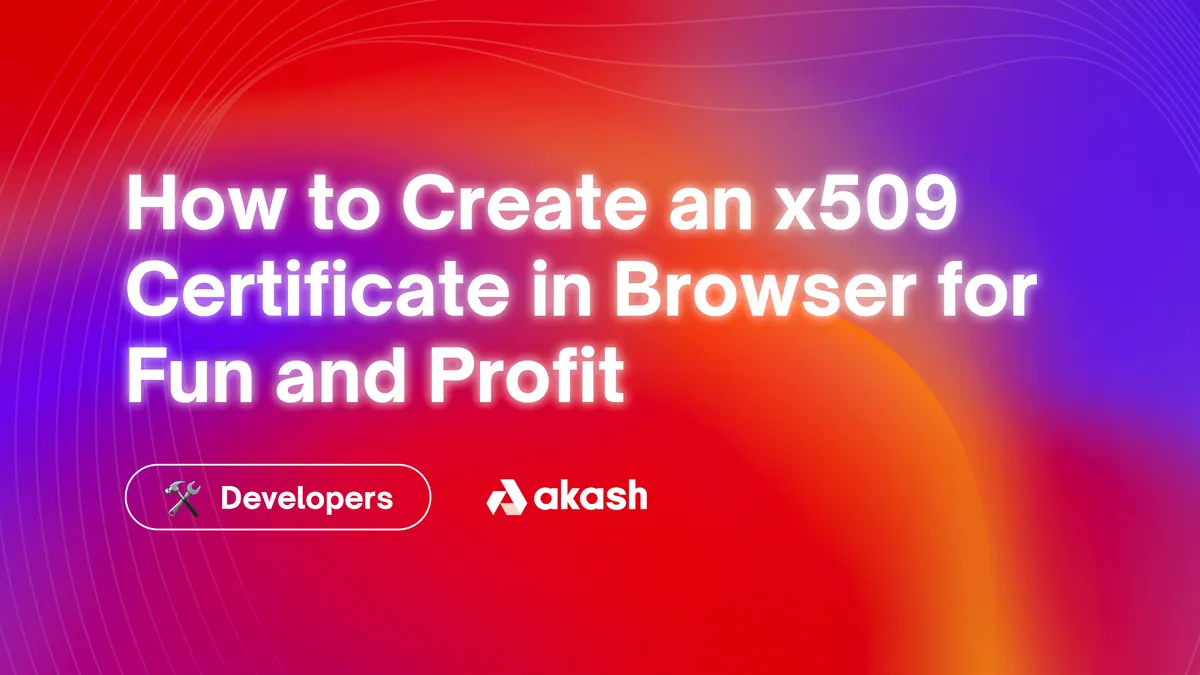 How to Create an x509
Certificate in Browser for
Fun and Profit
Developers
akash